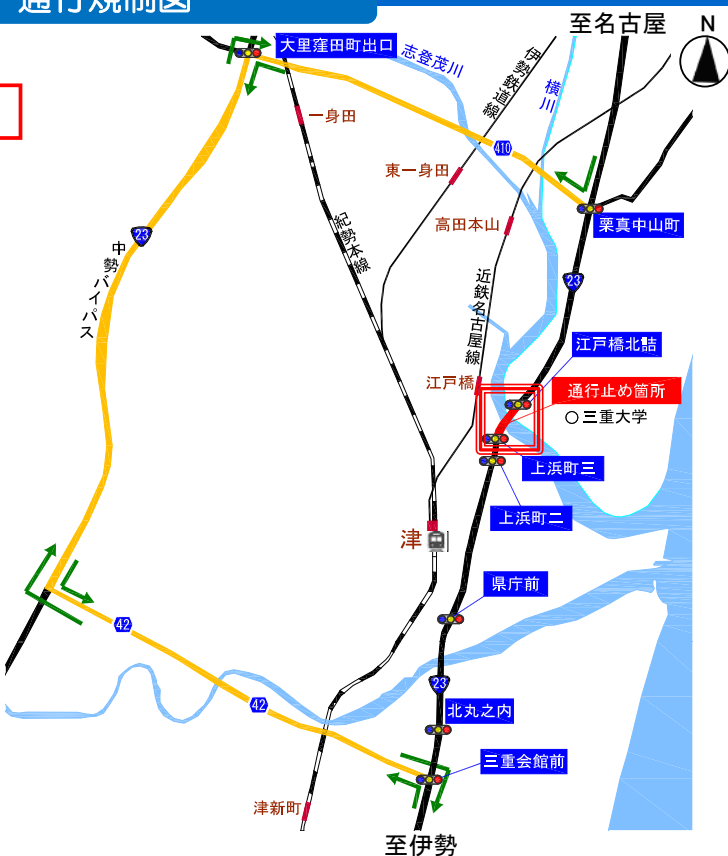 通行規制図
至名古屋
N
大里窪田町出口
志登茂川
伊勢鉄道線
横川
一身田
410
東一身田
栗真中山町
高田本山
23
中勢バイパス
紀勢本線
近鉄名古屋線
23
江戸橋北詰
江戸橋
通行止め箇所
三重大学
上浜町三
上浜町二
津
県庁前
42
23
42
北丸之内
三重会館前
津新町
至伊勢